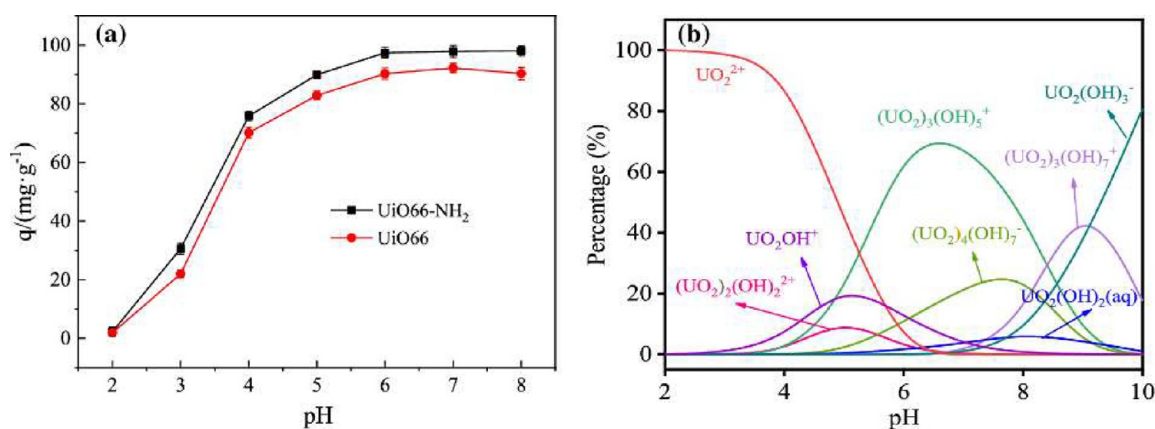 (a)
100
80
60
40
20
0
q/(mg·g⁻¹)
UiO66-NH₂
UiO66
2 3 4 5 6 7 8
pH
(b)
100
80
60
40
20
0
Percentage (%)
UO₂²⁺
(UO₂)₃(OH)₅⁺
UO₂(OH)₃⁻
(UO₂)₃(OH)₇⁺
UO₂OH⁺
(UO₂)₄(OH)₇⁻
(UO₂)₂(OH)₂²⁺
UO₂(OH)₂(aq)
2 4 6 8 10
pH